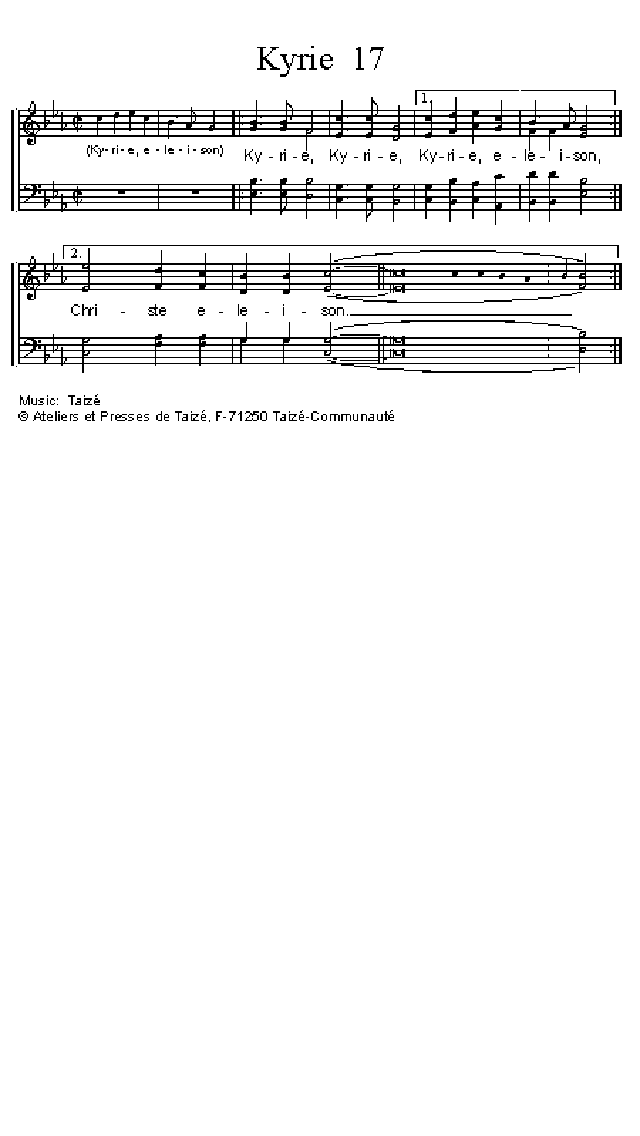 Kyrie 17
1.
(Ky - ri - e, e - le - i - son)
Ky - ri - e, Ky - ri - e, Ky - ri - e, e - le - i - son,
2.
Chri - ste e - le - i - son.
Music: Taizé
© Ateliers et Presses de Taizé, F-71250 Taizé-Communauté